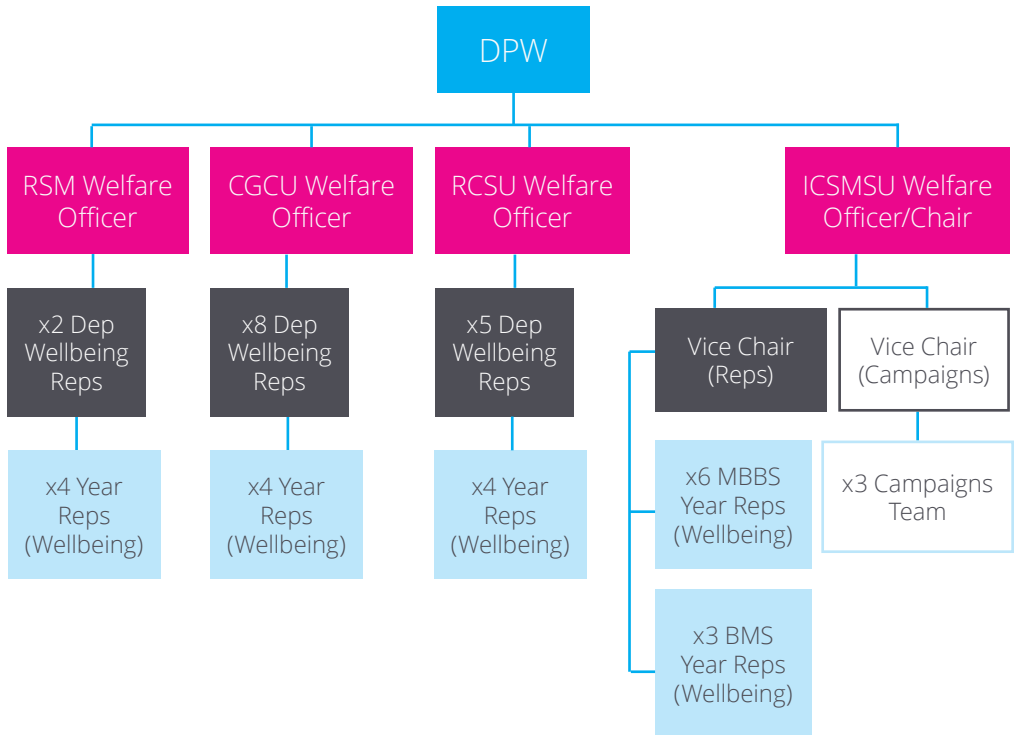 DPW
RSM Welfare
Officer
CGCU Welfare
Officer
RCSU Welfare
Officer
ICSMSU Welfare
Officer/Chair
x2 Dep
Wellbeing
Reps
x8 Dep
Wellbeing
Reps
x5 Dep
Wellbeing
Reps
Vice Chair
(Reps)
Vice Chair
(Campaigns)
x4 Year
Reps
(Wellbeing)
x4 Year
Reps
(Wellbeing)
x4 Year
Reps
(Wellbeing)
x6 MBBS
Year Reps
(Wellbeing)
x3 Campaigns
Team
x3 BMS
Year Reps
(Wellbeing)